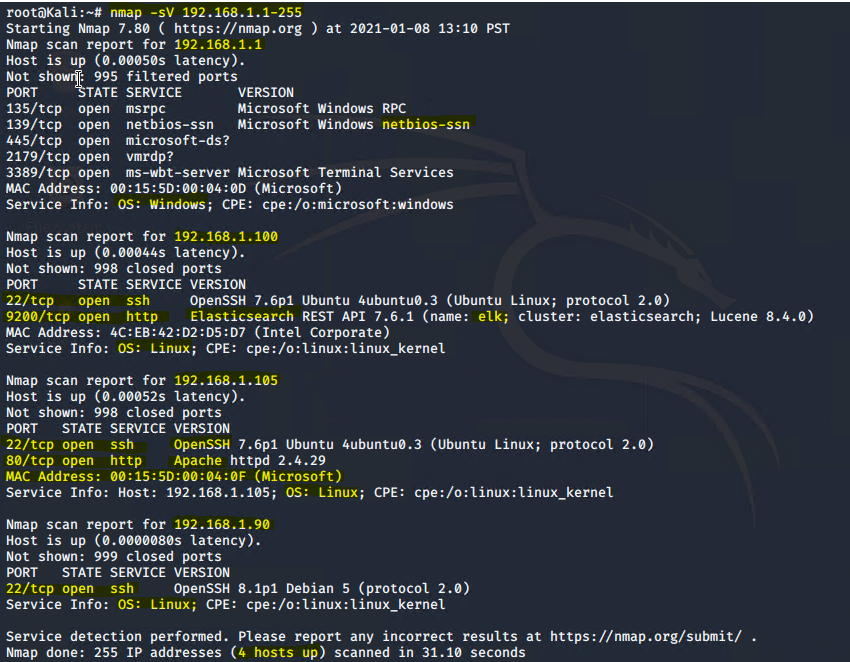 root@Kali:~# nmap -sV 192.168.1.1-255
Starting Nmap 7.80 ( https://nmap.org ) at 2021-01-08 13:10 PST
Nmap scan report for 192.168.1.1
Host is up (0.00050s latency).
Not shown: 995 filtered ports
PORT     STATE SERVICE       VERSION
135/tcp  open  msrpc         Microsoft Windows RPC
139/tcp  open  netbios-ssn   Microsoft Windows netbios-ssn
445/tcp  open  microsoft-ds?
2179/tcp open  vmrdp?
3389/tcp open  ms-wbt-server Microsoft Terminal Services
MAC Address: 00:15:5D:00:04:0D (Microsoft)
Service Info: OS: Windows; CPE: cpe:/o:microsoft:windows

Nmap scan report for 192.168.1.100
Host is up (0.00044s latency).
Not shown: 998 closed ports
PORT     STATE SERVICE VERSION
22/tcp   open  ssh     OpenSSH 7.6p1 Ubuntu 4ubuntu0.3 (Ubuntu Linux; protocol 2.0)
9200/tcp open  http    Elasticsearch REST API 7.6.1 (name: elk; cluster: elasticsearch; Lucene 8.4.0)
MAC Address: 4C:EB:42:D2:D5:D7 (Intel Corporate)
Service Info: OS: Linux; CPE: cpe:/o:linux:linux_kernel

Nmap scan report for 192.168.1.105
Host is up (0.00052s latency).
Not shown: 998 closed ports
PORT   STATE SERVICE VERSION
22/tcp open  ssh     OpenSSH 7.6p1 Ubuntu 4ubuntu0.3 (Ubuntu Linux; protocol 2.0)
80/tcp open  http    Apache httpd 2.4.29
MAC Address: 00:15:5D:00:04:0F (Microsoft)
Service Info: Host: 192.168.1.105; OS: Linux; CPE: cpe:/o:linux:linux_kernel

Nmap scan report for 192.168.1.90
Host is up (0.0000080s latency).
Not shown: 999 closed ports
PORT   STATE SERVICE VERSION
22/tcp open  ssh     OpenSSH 8.1p1 Debian 5 (protocol 2.0)
Service Info: OS: Linux; CPE: cpe:/o:linux:linux_kernel

Service detection performed. Please report any incorrect results at https://nmap.org/submit/ .
Nmap done: 255 IP addresses (4 hosts up) scanned in 31.10 seconds